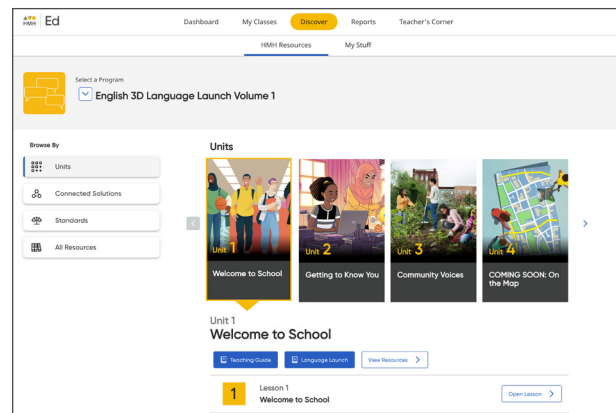 HMH Ed
Dashboard My Classes Discover Reports Teacher's Corner
HMH Resources My Stuff
Select a Program
English 3D Language Launch Volume 1
Browse By
Units
Connected Solutions
Standards
All Resources
Units
Unit 1
Welcome to School
Unit 2
Getting to Know You
Unit 3
Community Voices
Unit 4
COMING SOON: On
the Map
Unit 1
Welcome to School
Teaching Guide Language Launch View Resources
1
Lesson 1
Welcome to School
Open Lesson